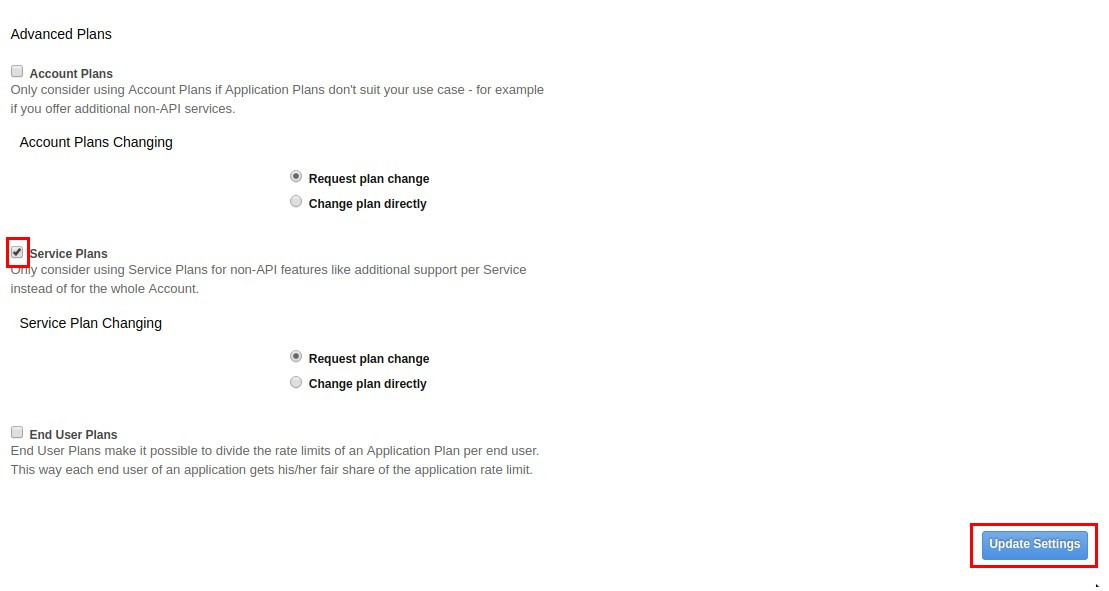 Advanced Plans
Account Plans
Only consider using Account Plans if Application Plans don't suit your use case - for example
if you offer additional non-API services.
Account Plans Changing
Request plan change
Change plan directly
Service Plans
Only consider using Service Plans for non-API features like additional support per Service
instead of for the whole Account.
Service Plan Changing
Request plan change
Change plan directly
End User Plans
End User Plans make it possible to divide the rate limits of an Application Plan per end user.
This way each end user of an application gets his/her fair share of the application rate limit.
Update Settings